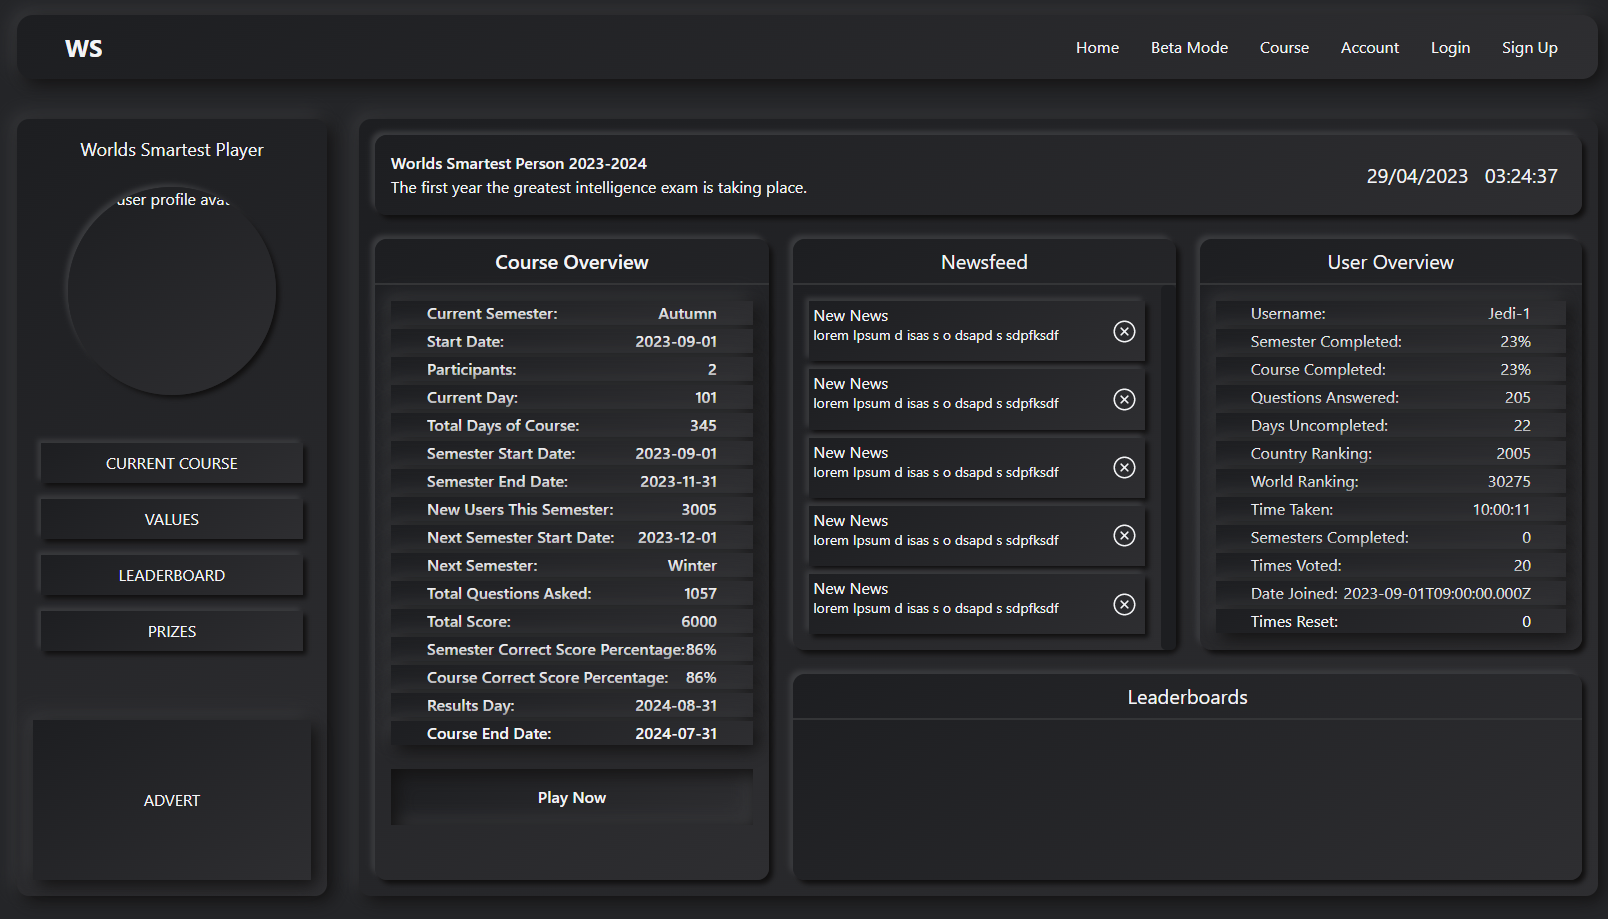 WS
Home Beta Mode Course Account Login Sign Up
Worlds Smartest Player
user profile avat
CURRENT COURSE
VALUES
LEADERBOARD
PRIZES
ADVERT
Worlds Smartest Person 2023-2024
The first year the greatest intelligence exam is taking place.
29/04/2023 03:24:37
Course Overview
Current Semester: Autumn
Start Date: 2023-09-01
Participants: 2
Current Day: 101
Total Days of Course: 345
Semester Start Date: 2023-09-01
Semester End Date: 2023-11-31
New Users This Semester: 3005
Next Semester Start Date: 2023-12-01
Next Semester: Winter
Total Questions Asked: 1057
Total Score: 6000
Semester Correct Score Percentage:86%
Course Correct Score Percentage: 86%
Results Day: 2024-08-31
Course End Date: 2024-07-31
Play Now
Newsfeed
New News
lorem Ipsum d isas s o dsapd s sdpfksdf
New News
lorem Ipsum d isas s o dsapd s sdpfksdf
New News
lorem Ipsum d isas s o dsapd s sdpfksdf
New News
lorem Ipsum d isas s o dsapd s sdpfksdf
New News
lorem Ipsum d isas s o dsapd s sdpfksdf
User Overview
Username: Jedi-1
Semester Completed: 23%
Course Completed: 23%
Questions Answered: 205
Days Uncompleted: 22
Country Ranking: 2005
World Ranking: 30275
Time Taken: 10:00:11
Semesters Completed: 0
Times Voted: 20
Date Joined: 2023-09-01T09:00:00.000Z
Times Reset: 0
Leaderboards